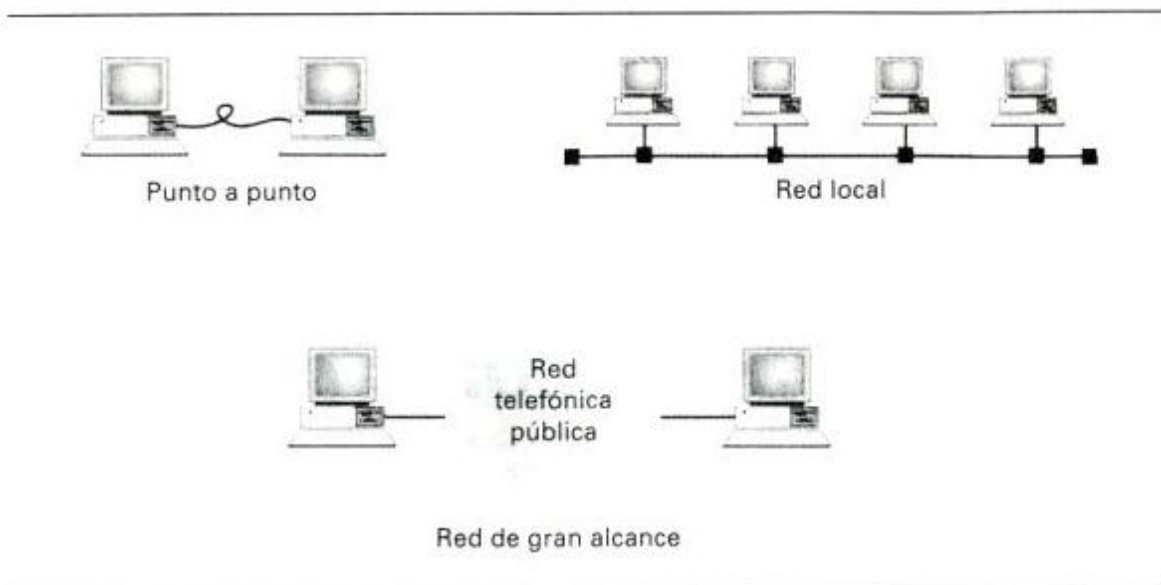 Punto a punto
Red local
Red
telefónica
pública
Red de gran alcance